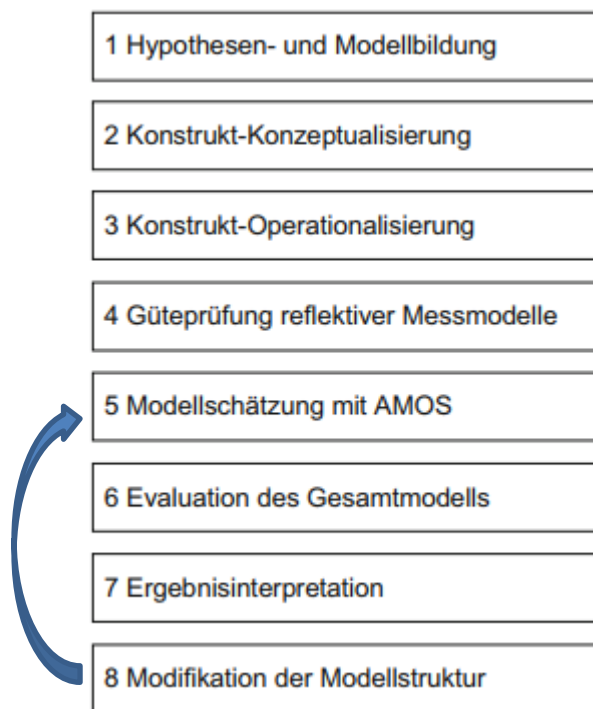 1 Hypothesen- und Modellbildung
2 Konstrukt-Konzeptualisierung
3 Konstrukt-Operationalisierung
4 Güteprüfung reflektiver Messmodelle
5 Modellschätzung mit AMOS
6 Evaluation des Gesamtmodells
7 Ergebnisinterpretation
8 Modifikation der Modellstruktur